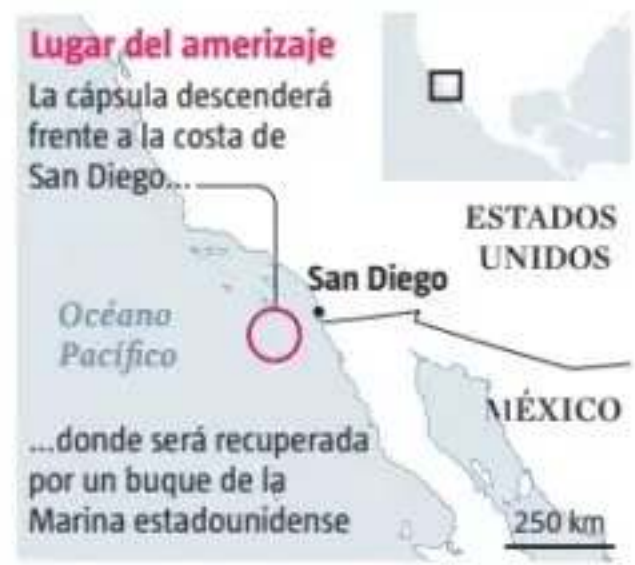 Lugar del amerizaje
La cápsula descenderá
frente a la costa de
San Diego...
ESTADOS
UNIDOS
San Diego
Océano
Pacífico
MÉXICO
...donde será recuperada
por un buque de la
Marina estadounidense
250 km